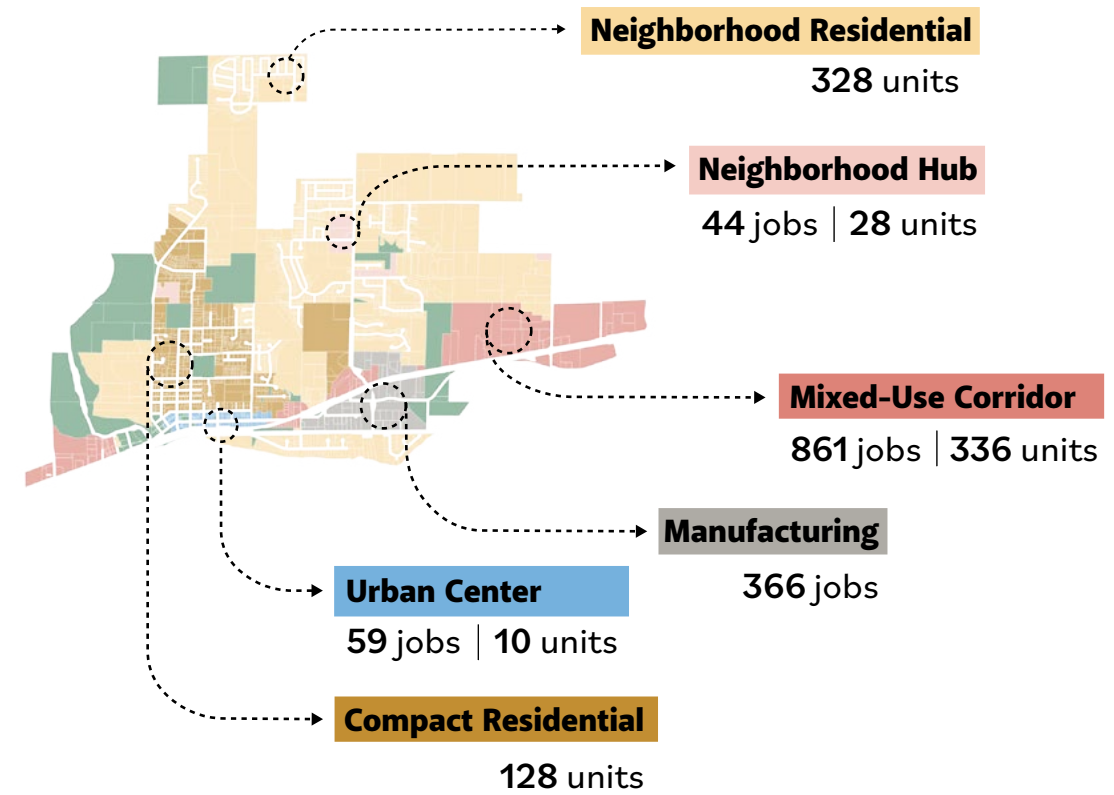 Neighborhood Residential
328 units
Neighborhood Hub
44 jobs | 28 units
Mixed-Use Corridor
861 jobs | 336 units
Manufacturing
366 jobs
Urban Center
59 jobs | 10 units
Compact Residential
128 units